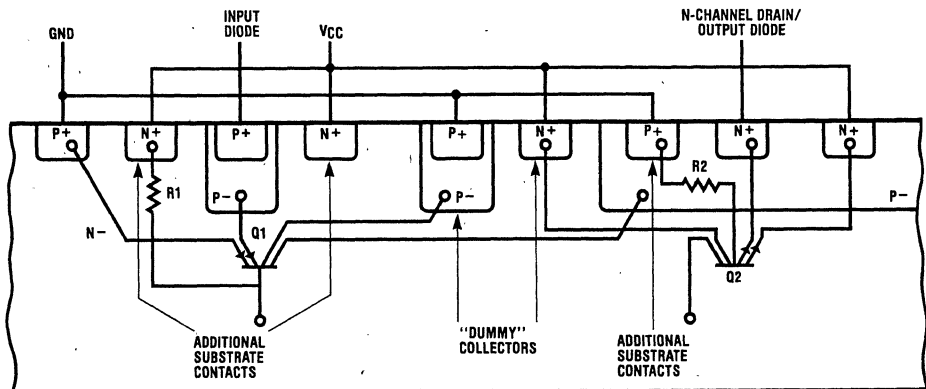 GND
INPUT
DIODE
VCC
N-CHANNEL DRAIN/
OUTPUT DIODE
P+
N+
P+
N+
P+
N+
P+
N+
N+
R1
P−
P−
R2
P−
N−
Q1
Q2
ADDITIONAL
SUBSTRATE
CONTACTS
"DUMMY"
COLLECTORS
ADDITIONAL
SUBSTRATE
CONTACTS